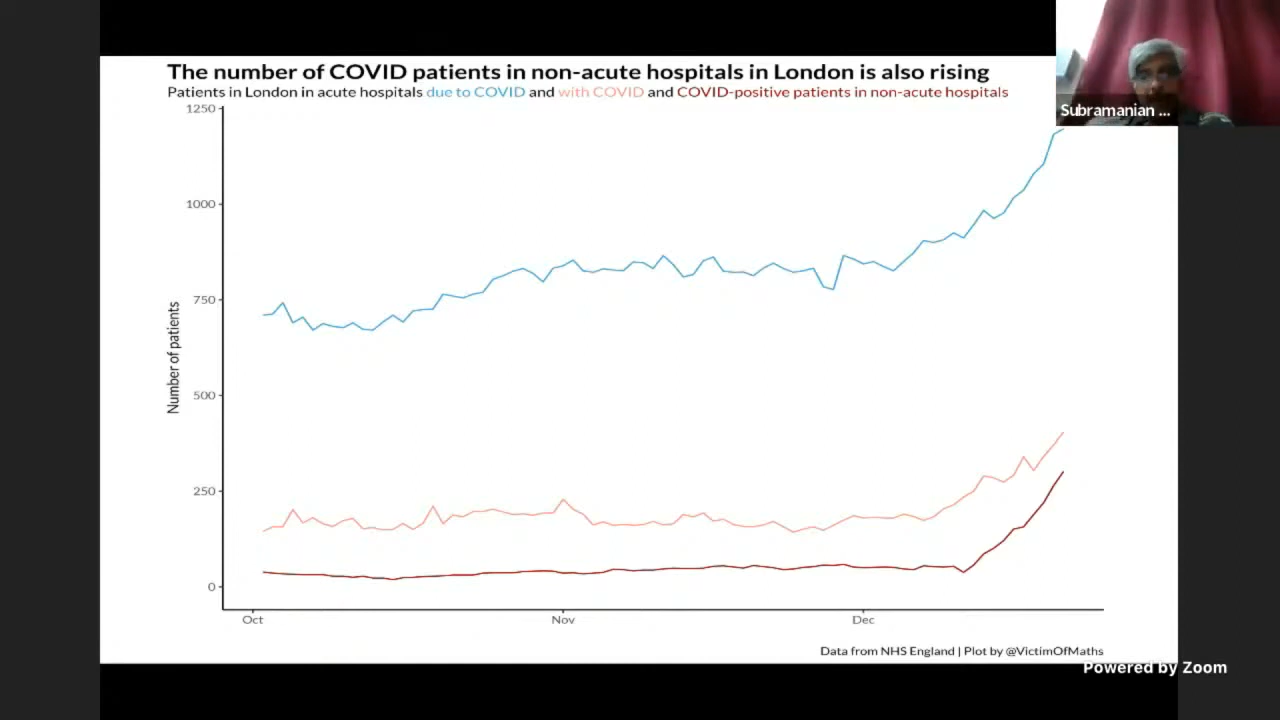 The number of COVID patients in non-acute hospitals in London is also rising
Patients in London in acute hospitals due to COVID and with COVID and COVID-positive patients in non-acute hospitals
Subramanian ...
1250
1000
750
500
250
0
Number of patients
Oct
Nov
Dec
Data from NHS England | Plot by @VictimOfMaths
Powered by Zoom